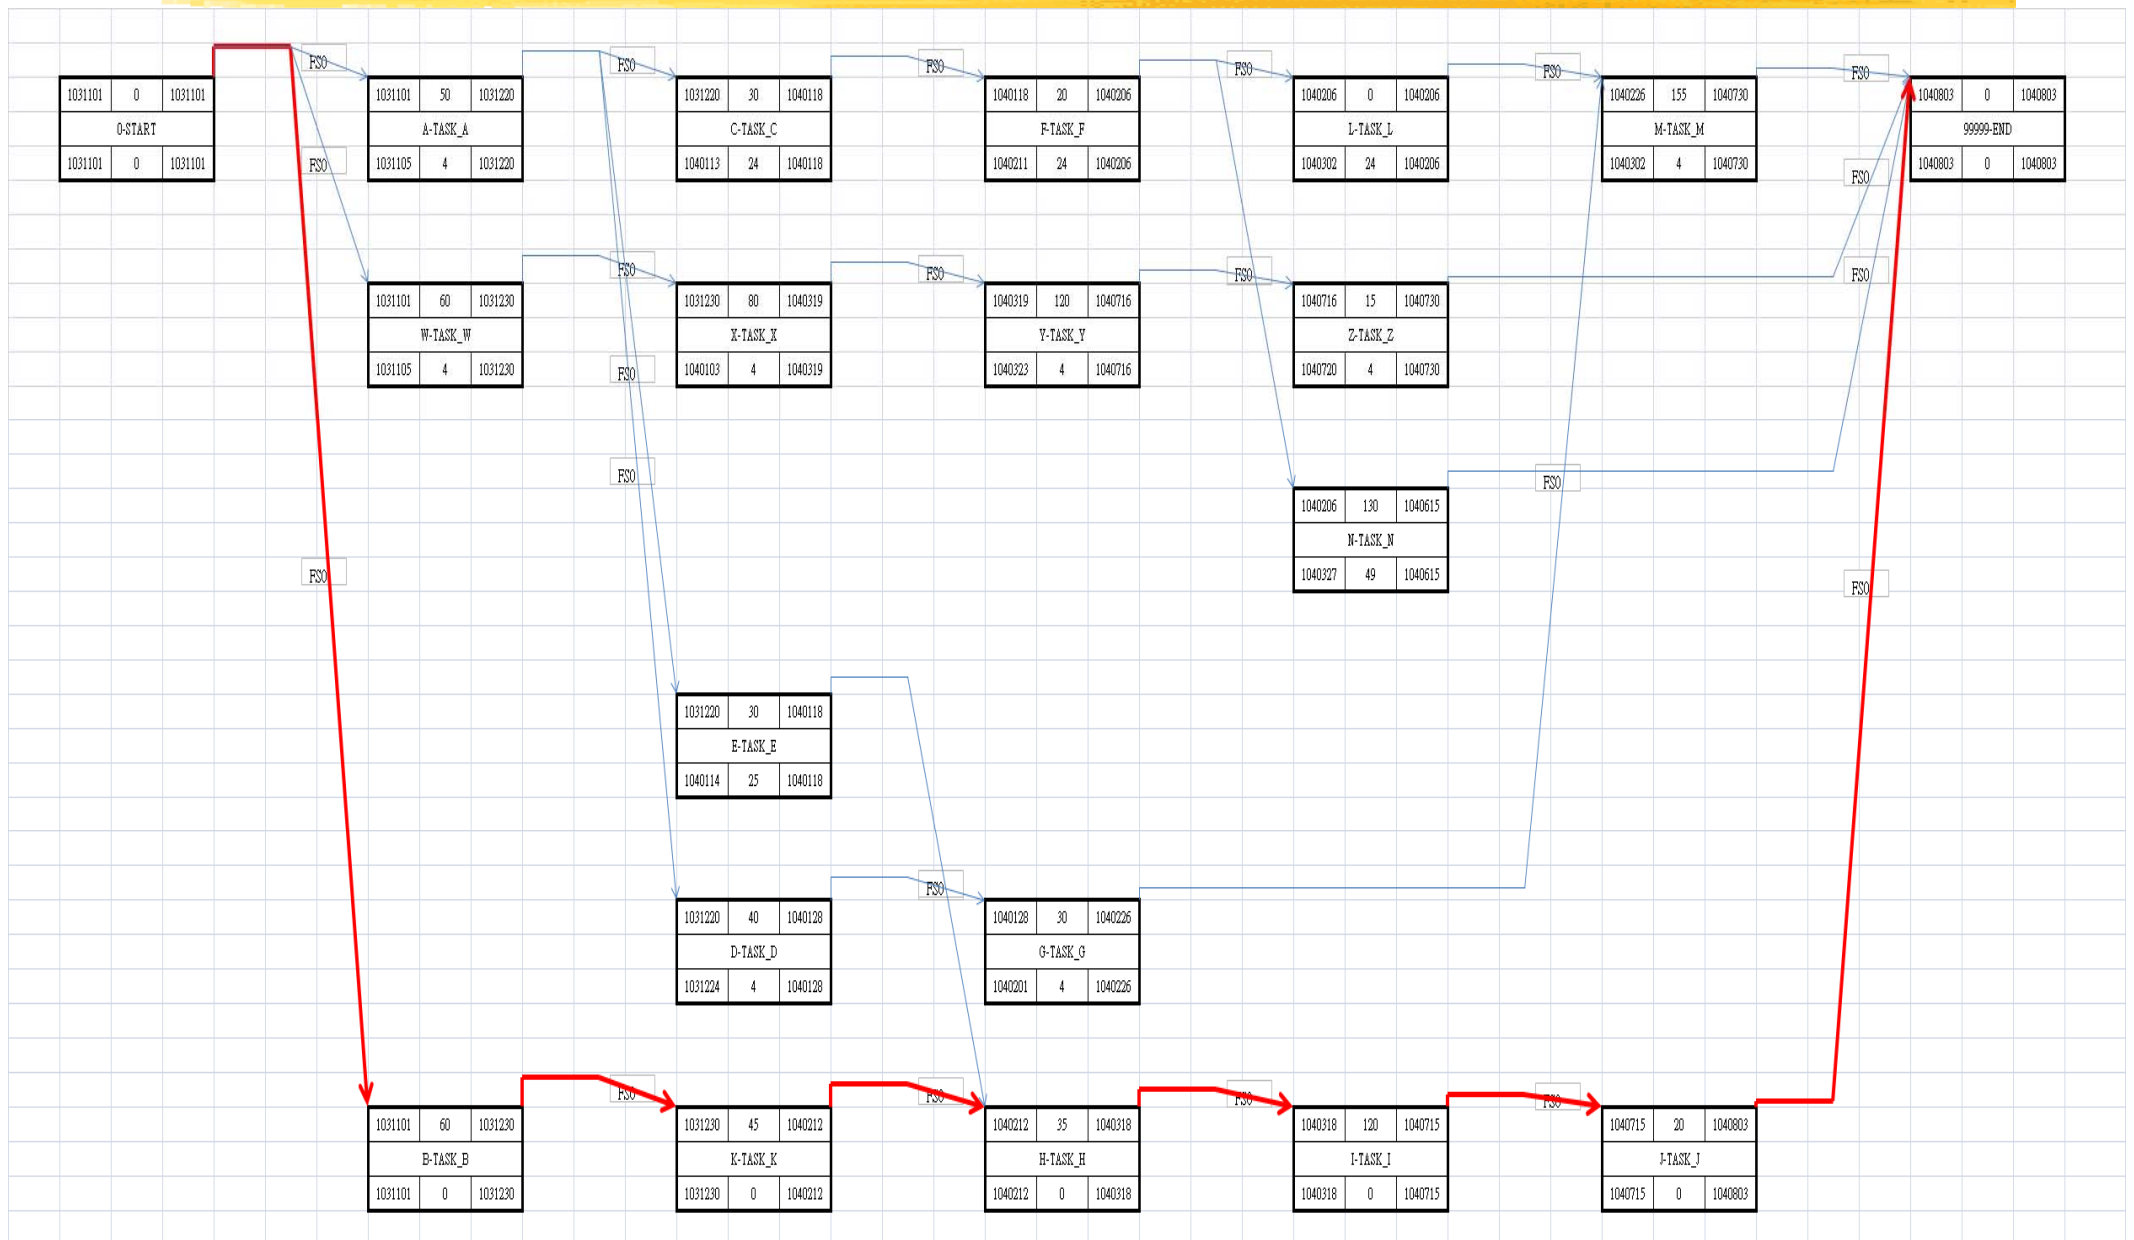 FS0 FS0 FS0 FS0 FS0 FS0
1031101 0 1031101 1031101 50 1031220 1031220 30 1040118 1040118 20 1040206 1040206 0 1040206 1040226 155 1040730 1040803 0 1040803
0-START A-TASK_A C-TASK_C F-TASK_F L-TASK_L M-TASK_M 99999-END
1031101 0 1031101 1031105 4 1031220 1040113 24 1040118 1040211 24 1040206 1040302 24 1040206 1040302 4 1040730 1040803 0 1040803
FS0 FS0
FS0 FS0 FS0 FS0
1031101 60 1031230 1031230 80 1040319 1040319 120 1040716 1040716 15 1040730
W-TASK_W X-TASK_X Y-TASK_Y Z-TASK_Z
1031105 4 1031230 1040103 4 1040319 1040323 4 1040716 1040720 4 1040730
FS0
FS0 FS0
1040206 130 1040615
N-TASK_N
1040327 49 1040615
FS0 FS0
1031220 30 1040118
E-TASK_E
1040114 25 1040118
FS0
1031220 40 1040128 1040128 30 1040226
D-TASK_D G-TASK_G
1031224 4 1040128 1040201 4 1040226
FS0 FS0 FS0 FS0
1031101 60 1031230 1031230 45 1040212 1040212 35 1040318 1040318 120 1040715 1040715 20 1040803
B-TASK_B K-TASK_K H-TASK_H I-TASK_I J-TASK_J
1031101 0 1031230 1031230 0 1040212 1040212 0 1040318 1040318 0 1040715 1040715 0 1040803